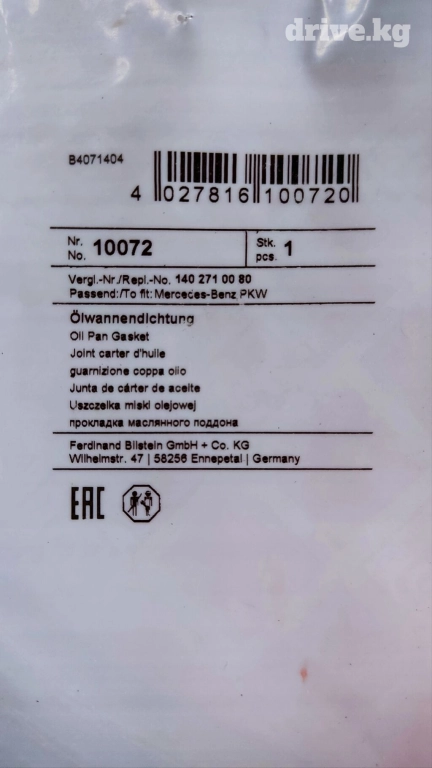 drive.kg
B4071404
4 027816 100720
Nr. No. 10072 Stk. pcs. 1
Vergl.-Nr./Repl.-No. 140 271 00 80
Passend:/To fit: Mercedes-Benz PKW
Ölwannendichtung
Oil Pan Gasket
Joint carter d'huile
guarnizione coppa olio
Junta de cárter de aceite
Uszczelka miski olejowej
прокладка маслянного поддона
Ferdinand Bilstein GmbH + Co. KG
Wilhelmstr. 47 | 58256 Ennepetal | Germany
EAC